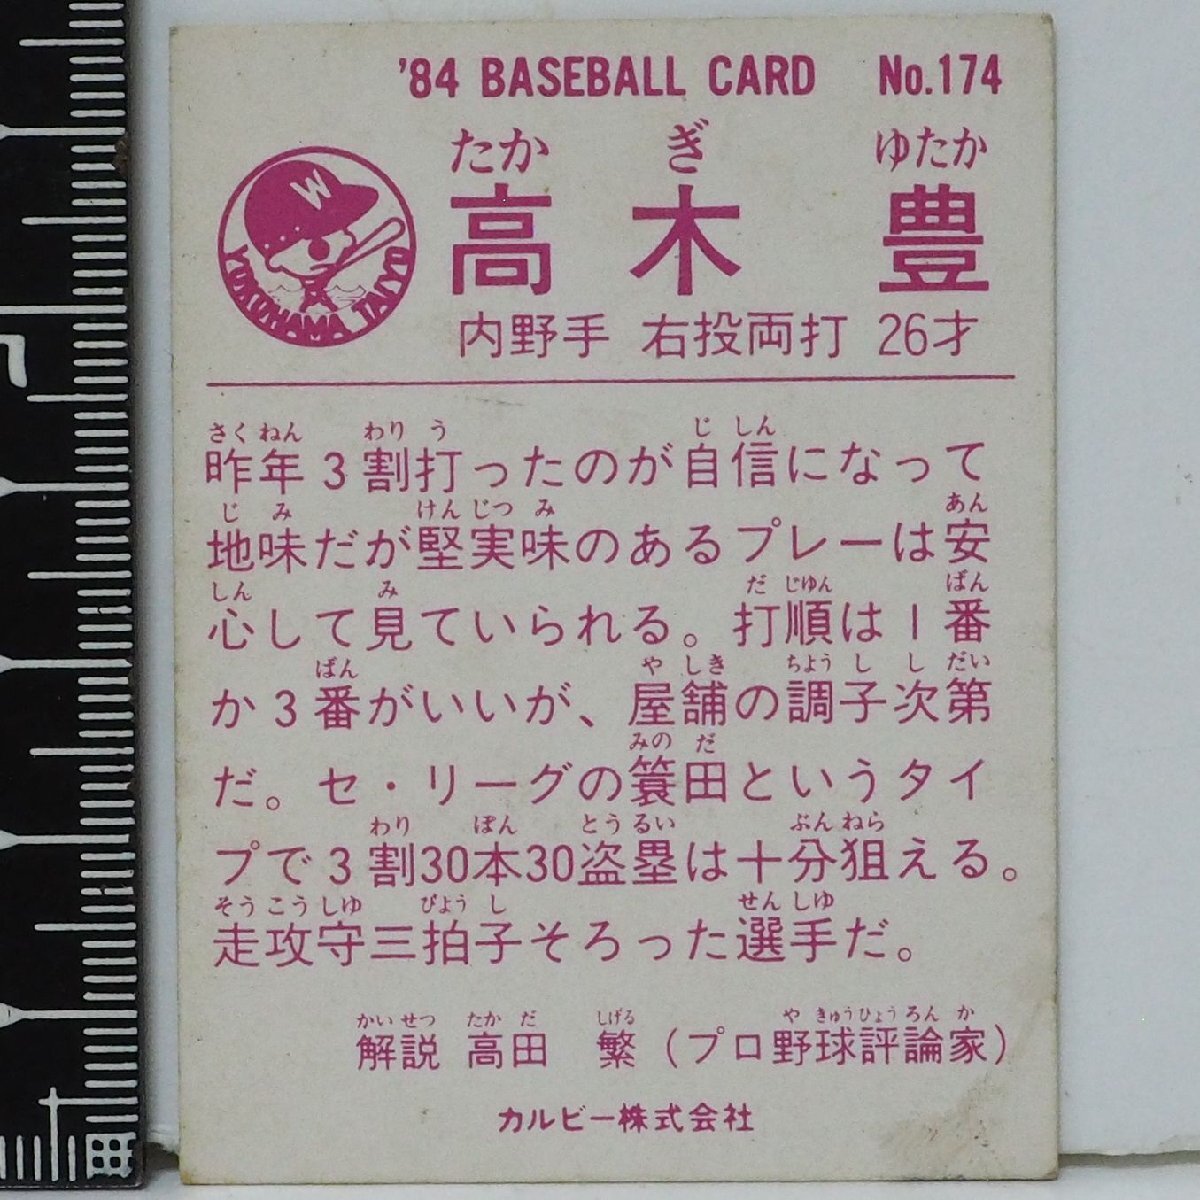 '84 BASEBALL CARD No.174
たか ぎ ゆたか
高木 豊
YOKOHAMA TAIYO
W
内野手 右投両打 26才
さくねん わり う じ しん
昨年3割打ったのが自信になって
じ み けんじつ み あん
地味だが堅実味のあるプレーは安
しん み だ じゆん ばん
心して見ていられる。打順は1番
ばん や しき ちよう し し だい
か3番がいいが、屋舗の調子次第
みの だ
だ。セ・リーグの簑田というタイ
わり ぽん とうるい ぶんねら
プで3割30本30盗塁は十分狙える。
そうこうしゆ びよう し せんしゆ
走攻守三拍子そろった選手だ。
かいせつ たか だ しげる や きゅうひょうろん か
解説 高田 繁 (プロ野球評論家)
カルビー株式会社